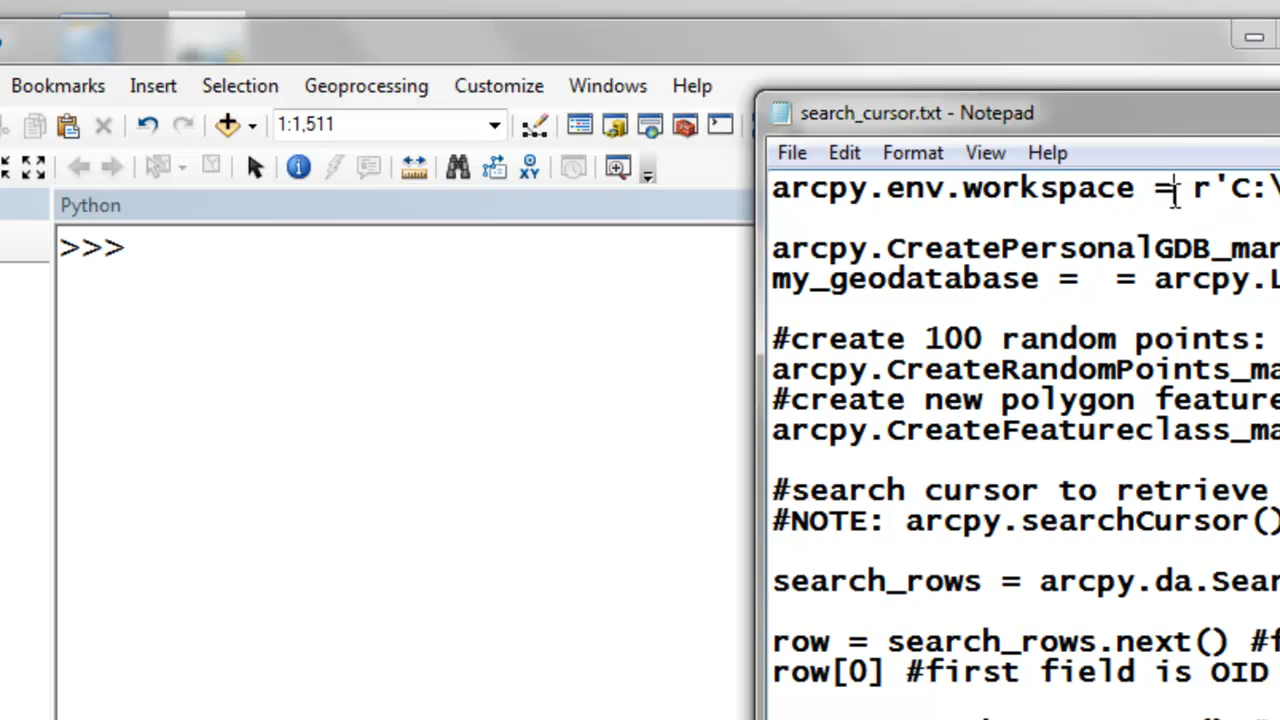 Bookmarks Insert Selection Geoprocessing Customize Windows Help
1:1,511
Python
>>>
search_cursor.txt - Notepad
File Edit Format View Help
arcpy.env.workspace = r'C:\
arcpy.CreatePersonalGDB_man
my_geodatabase =  = arcpy.L
#create 100 random points:
arcpy.CreateRandomPoints_ma
#create new polygon feature
arcpy.CreateFeatureclass_ma
#search cursor to retrieve
#NOTE: arcpy.searchCursor()
search_rows = arcpy.da.Sear
row = search_rows.next() #f
row[0] #first field is OID